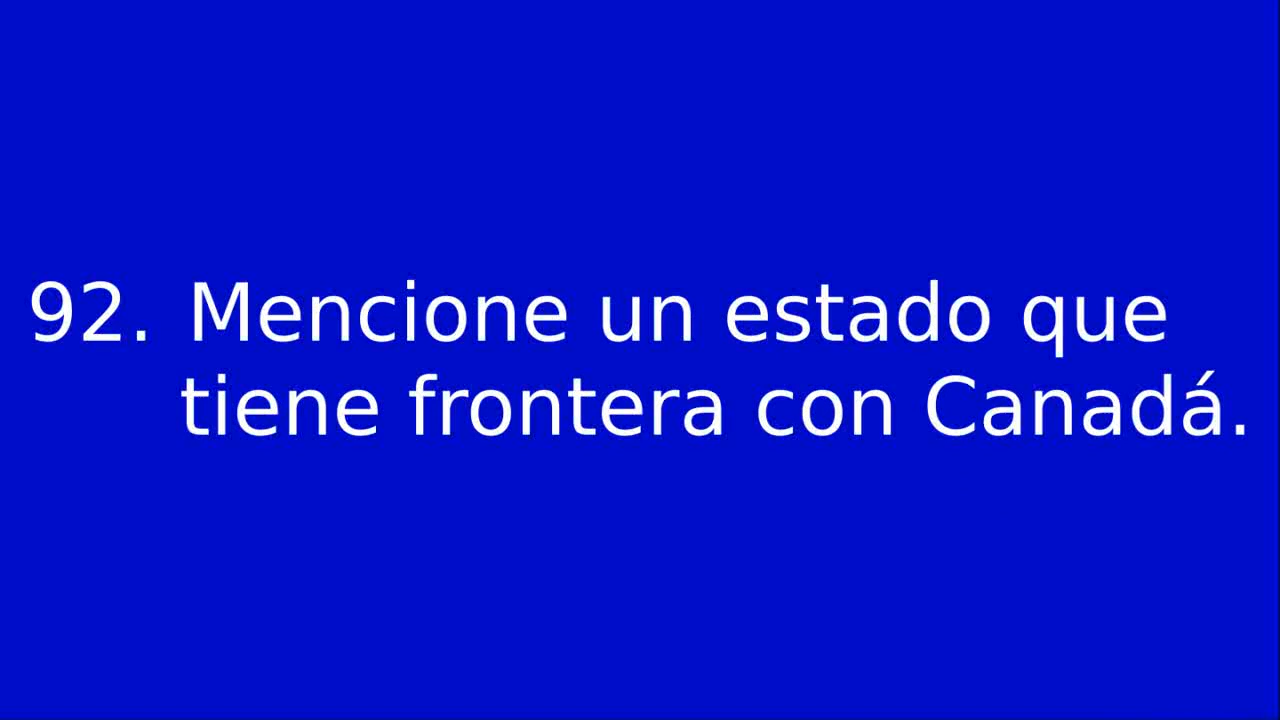 92. Mencione un estado que
tiene frontera con Canadá.